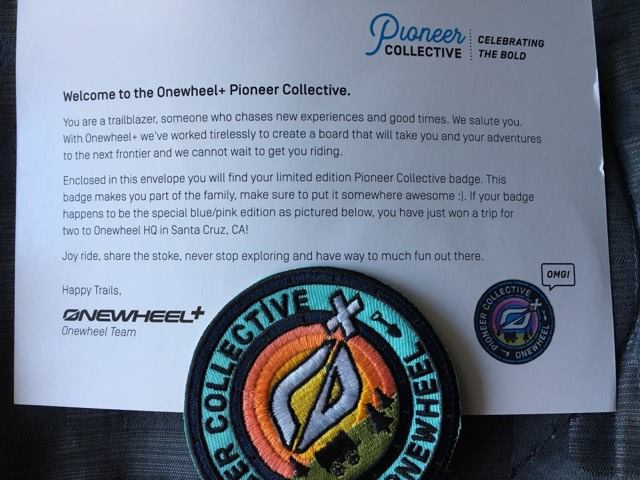 Pioneer
COLLECTIVE
CELEBRATING
THE BOLD
Welcome to the Onewheel+ Pioneer Collective.
You are a trailblazer, someone who chases new experiences and good times. We salute you.
With Onewheel+ we've worked tirelessly to create a board that will take you and your adventures
to the next frontier and we cannot wait to get you riding.
Enclosed in this envelope you will find your limited edition Pioneer Collective badge. This
badge makes you part of the family, make sure to put it somewhere awesome :). If your badge
happens to be the special blue/pink edition as pictured below, you have just won a trip for
two to Onewheel HQ in Santa Cruz, CA!
Joy ride, share the stoke, never stop exploring and have way to much fun out there.
Happy Trails,
ONEWHEEL+
Onewheel Team
OMG!
PIONEER COLLECTIVE
ONEWHEEL
EER COLLECTIVE
ONEWHEEL